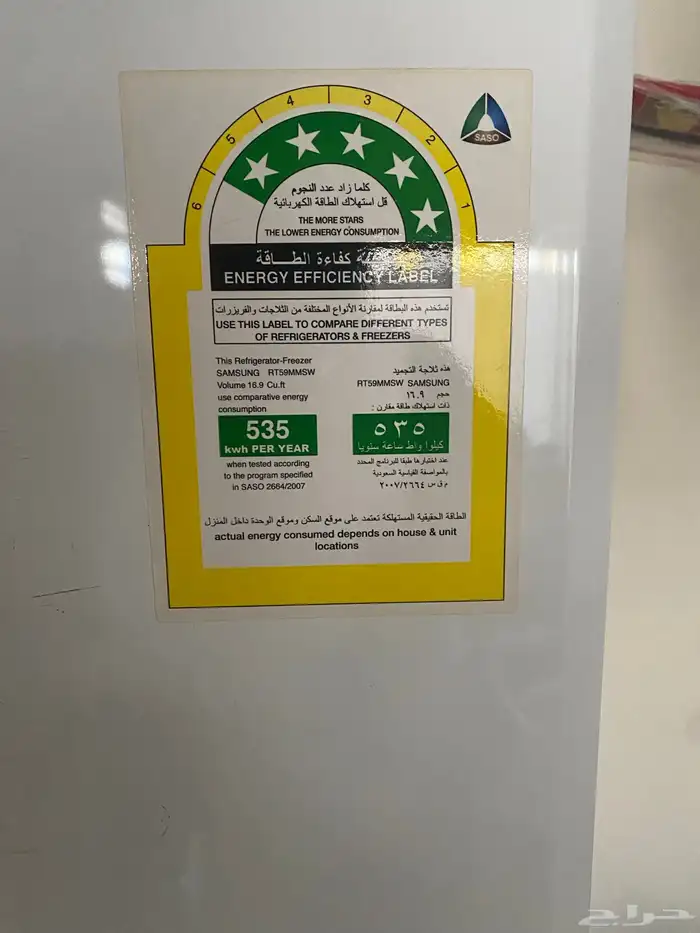 6 5 4 3 2 1
SASO
كلما زاد عدد النجوم
قل استهلاك الطاقة الكهربائية
THE MORE STARS
THE LOWER ENERGY CONSUMPTION
كفاءة الطـــاقة
ENERGY EFFICIENCY LABEL
تستخدم هذه البطاقة لمقارنة الأنواع المختلفة من الثلاجات والفريزرات
USE THIS LABEL TO COMPARE DIFFERENT TYPES
OF REFRIGERATORS & FREEZERS
This Refrigerator-Freezer
SAMSUNG RT59MMSW
Volume 16.9 Cu.ft
use comparative energy
consumption
535
kwh PER YEAR
when tested according
to the program specified
in SASO 2664/2007
هذه ثلاجة التجميد
RT59MMSW SAMSUNG
حجم ١٦.٩
ذات استهلاك طاقة مقارن :
٥٣٥
كيلوا واط ساعة سنويا
عند اختبارها طبقا للبرنامج المحدد
بالمواصفة القياسية السعودية
م ق س ٢٠٠٧/٢٦٦٤
الطاقة الحقيقية المستهلكة تعتمد على موقع السكن وموقع الوحدة داخل المنزل
actual energy consumed depends on house & unit
locations
حراج